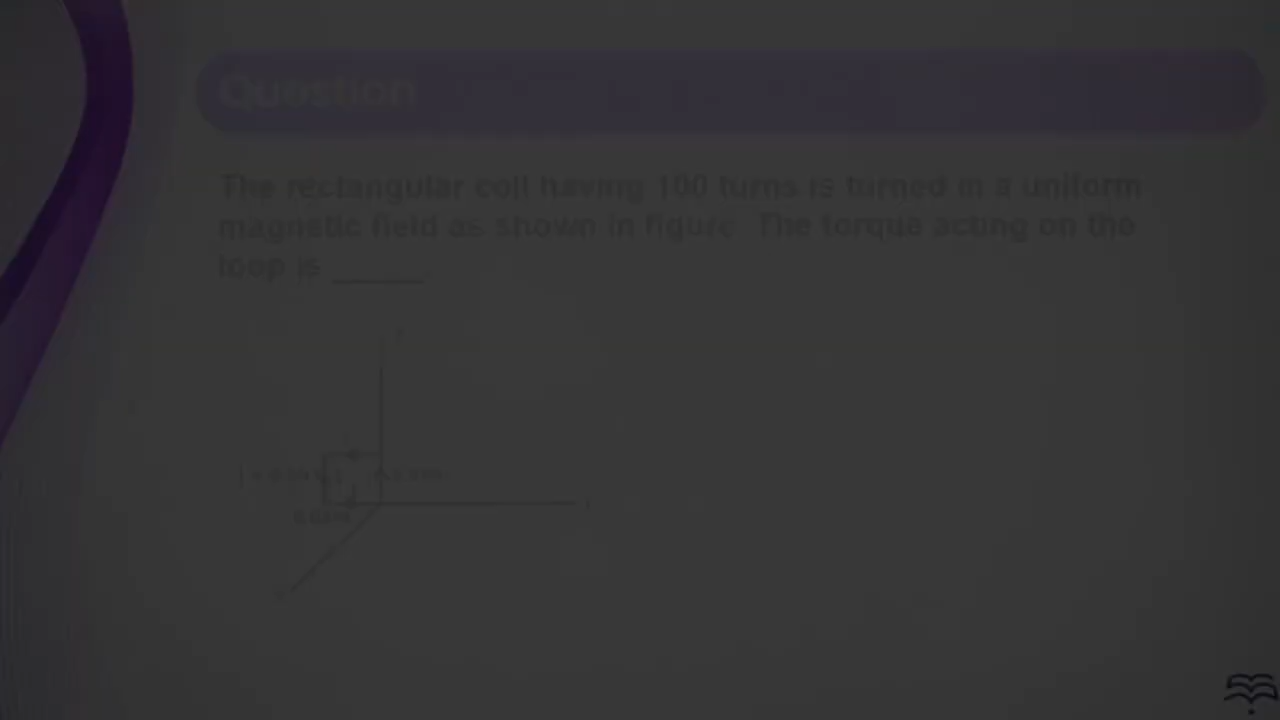 Question
The rectangular coil having 100 turns is turned in a uniform
magnetic field as shown in figure. The torque acting on the
loop is ______